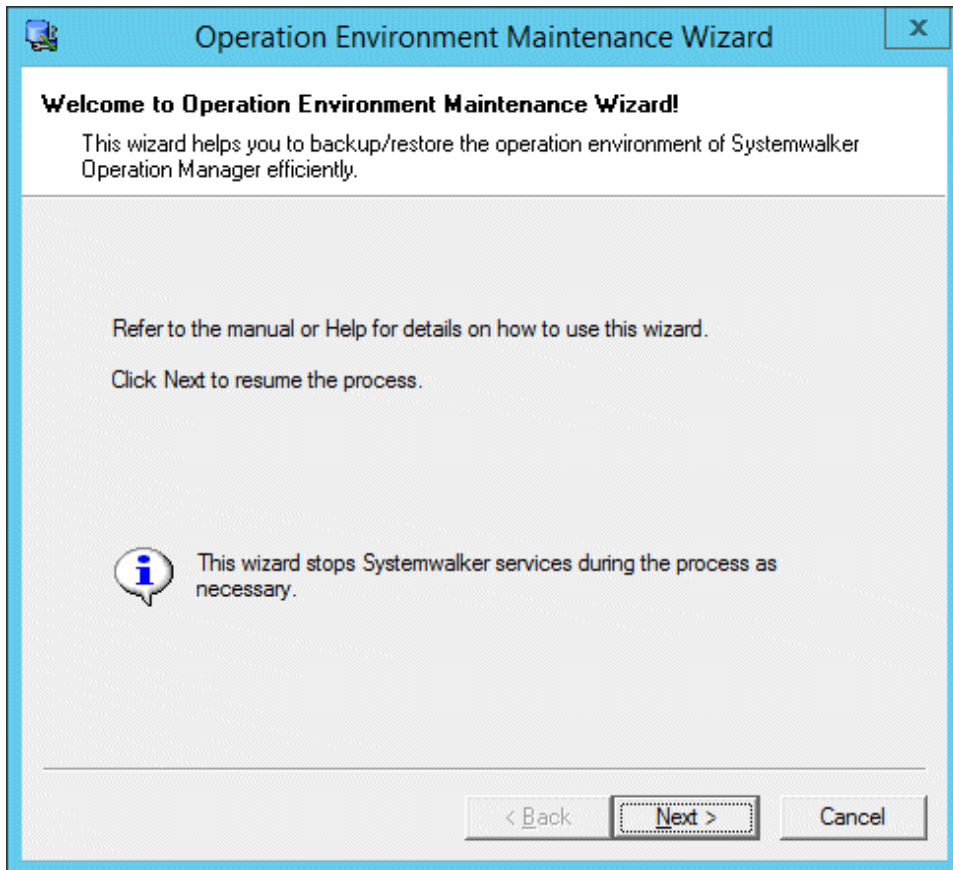 Operation Environment Maintenance Wizard
x
Welcome to Operation Environment Maintenance Wizard!
This wizard helps you to backup/restore the operation environment of Systemwalker
Operation Manager efficiently.
Refer to the manual or Help for details on how to use this wizard.
Click Next to resume the process.
This wizard stops Systemwalker services during the process as
necessary.
< Back
Next >
Cancel